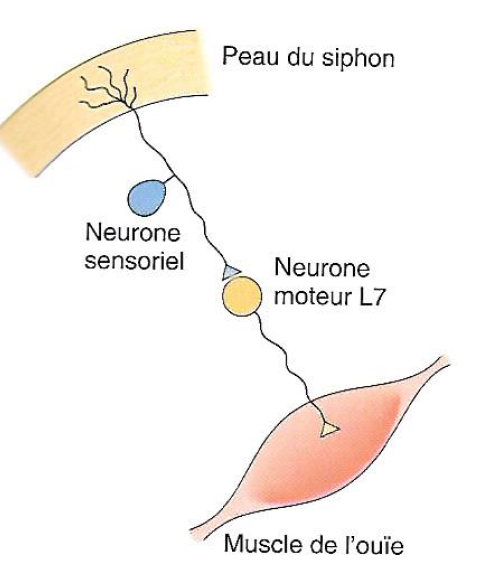 Peau du siphon
Neurone
sensoriel
Neurone
moteur L7
Muscle de l'ouïe